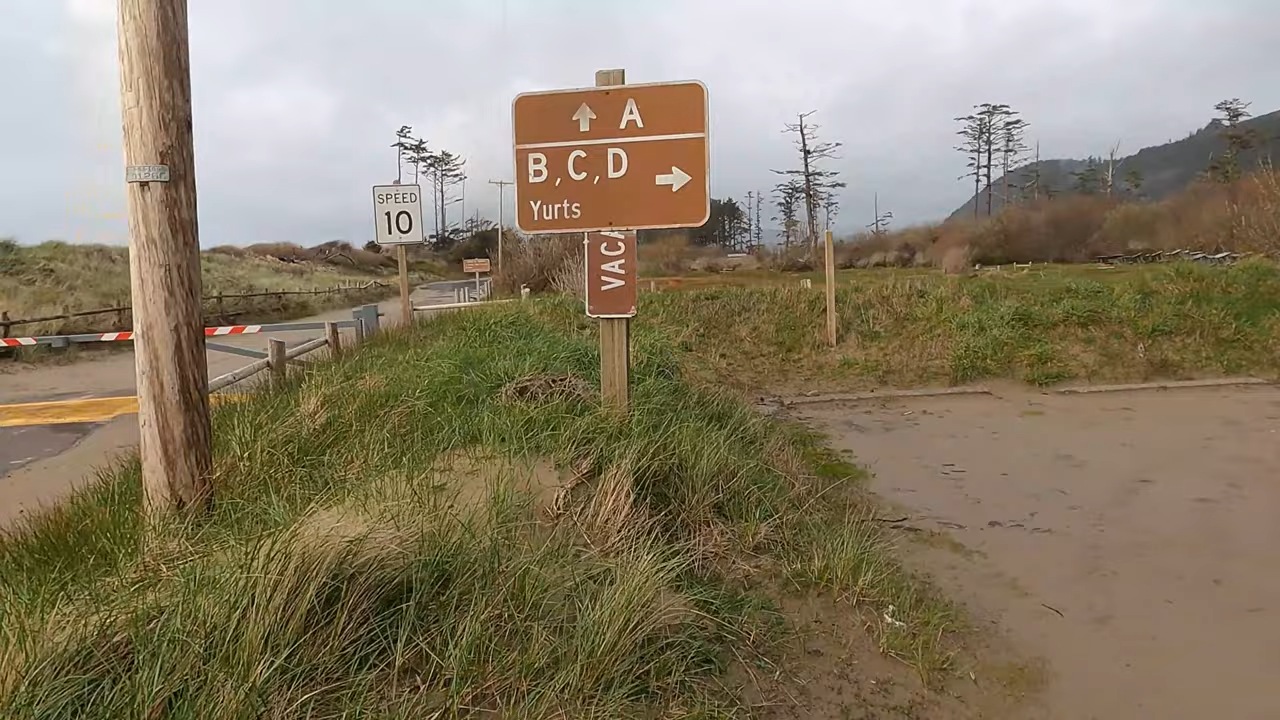 A
B, C, D
Yurts
VACA
SPEED
10